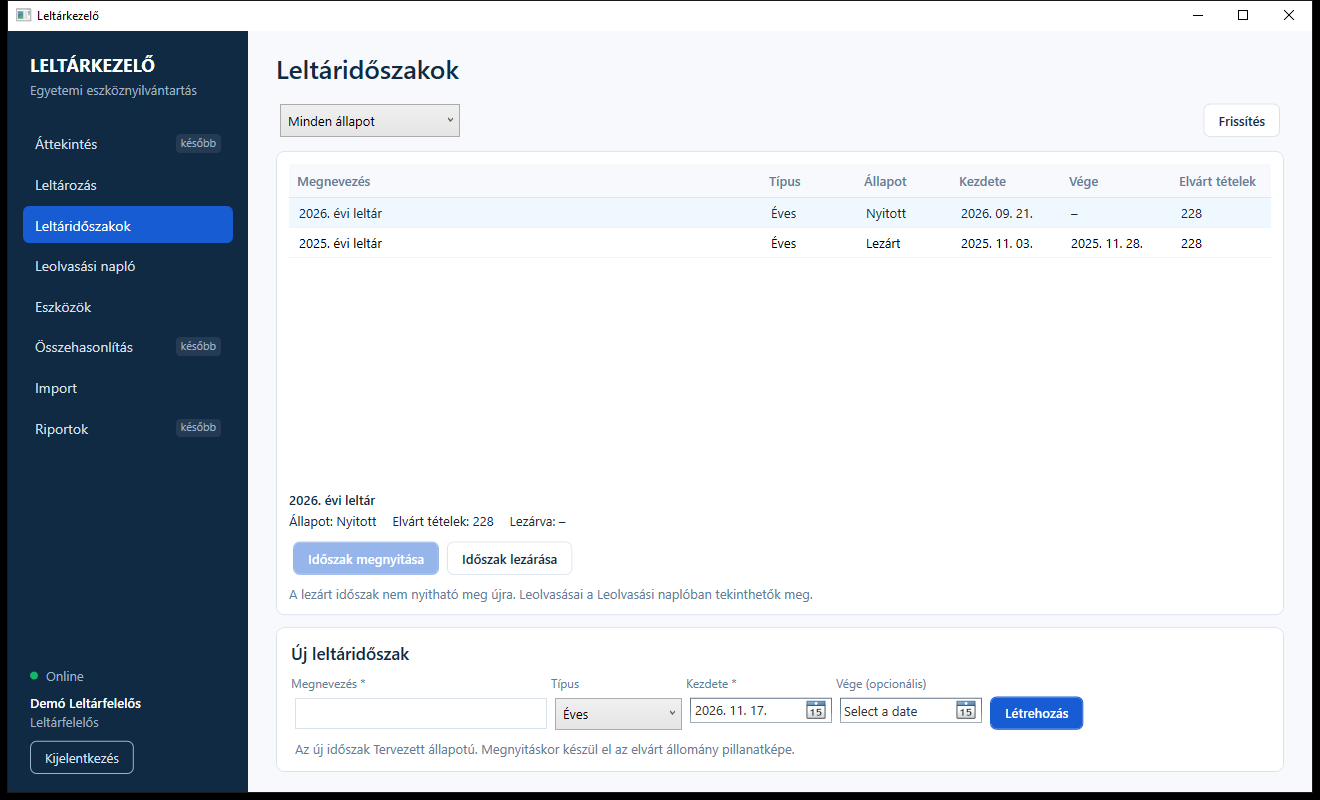 Leltárkezelő
LELTÁRKEZELŐ
Egyetemi eszköznyilvántartás
Áttekintés később
Leltározás
Leltáridőszakok
Leolvasási napló
Eszközök
Összehasonlítás később
Import
Riportok később
Online
Demó Leltárfelelős
Leltárfelelős
Kijelentkezés
Leltáridőszakok
Minden állapot
Frissítés
Megnevezés Típus Állapot Kezdete Vége Elvárt tételek
2026. évi leltár Éves Nyitott 2026. 09. 21. – 228
2025. évi leltár Éves Lezárt 2025. 11. 03. 2025. 11. 28. 228
2026. évi leltár
Állapot: Nyitott Elvárt tételek: 228 Lezárva: –
Időszak megnyitása Időszak lezárása
A lezárt időszak nem nyitható meg újra. Leolvasásai a Leolvasási naplóban tekinthetők meg.
Új leltáridőszak
Megnevezés * Típus Kezdete * Vége (opcionális)
Éves 2026. 11. 17. 15 Select a date 15 Létrehozás
Az új időszak Tervezett állapotú. Megnyitáskor készül el az elvárt állomány pillanatképe.